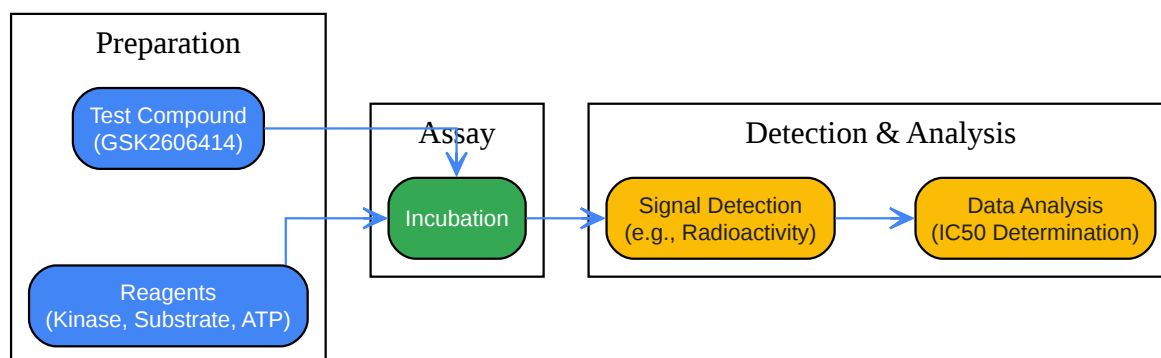 Preparation
Test Compound
(GSK2606414)
Reagents
(Kinase, Substrate, ATP)
Assay
Incubation
Detection & Analysis
Signal Detection
(e.g., Radioactivity)
Data Analysis
(IC50 Determination)